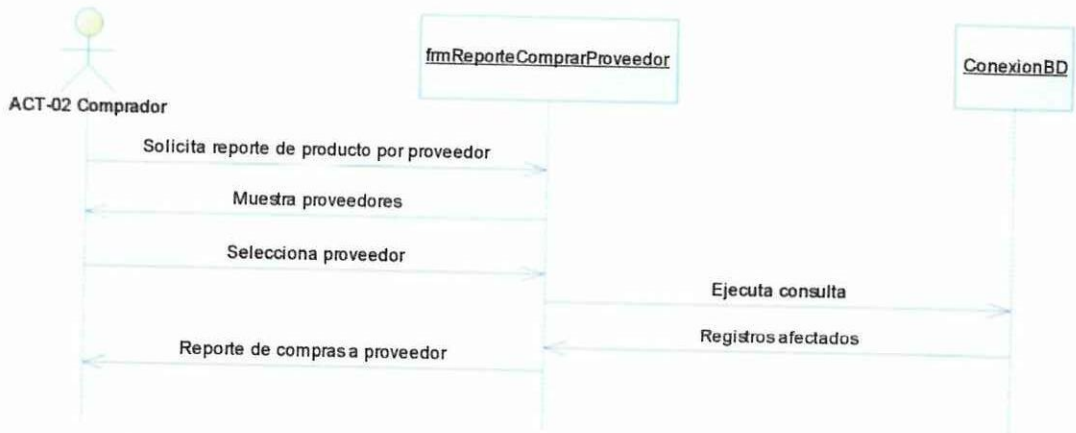 frmReporteComprarProveedor
ConexionBD
ACT-02 Comprador
Solicita reporte de producto por proveedor
Muestra proveedores
Selecciona proveedor
Ejecuta consulta
Registros afectados
Reporte de compras a proveedor